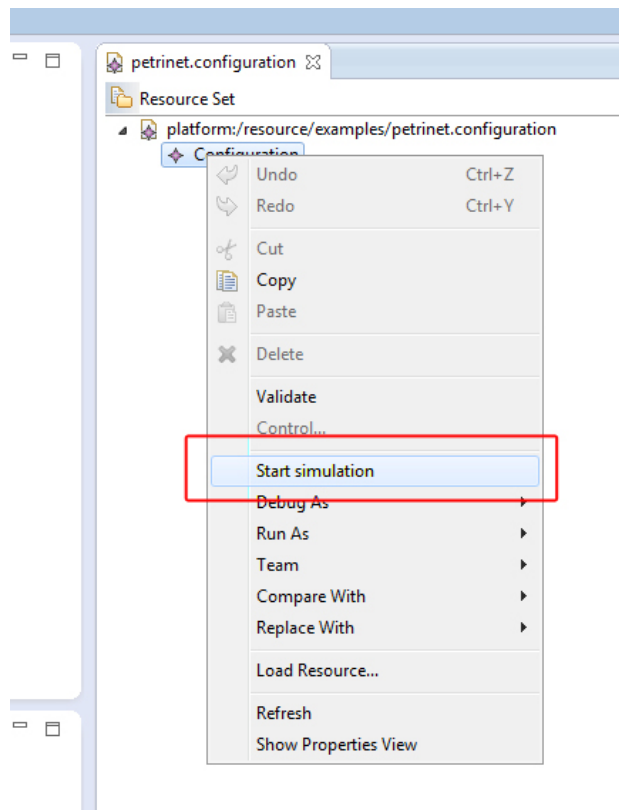 petrinet.configuration
Resource Set
platform:/resource/examples/petrinet.configuration
Configuration
Undo Ctrl+Z
Redo Ctrl+Y
Cut
Copy
Paste
Delete
Validate
Control...
Start simulation
Debug As
Run As
Team
Compare With
Replace With
Load Resource...
Refresh
Show Properties View